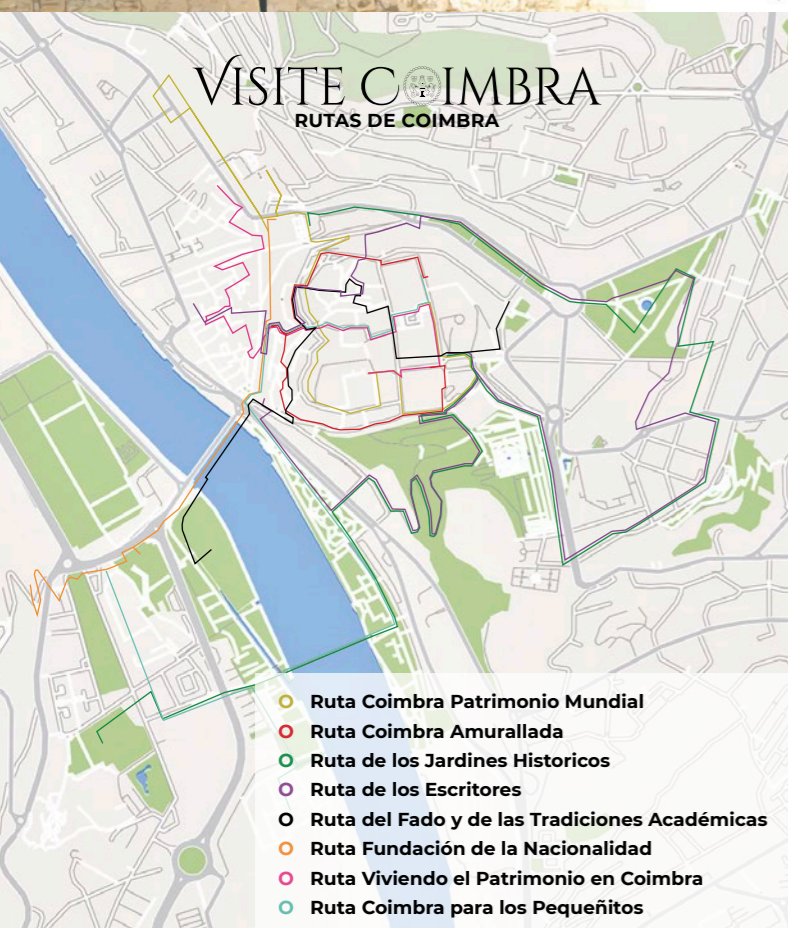 VISITE COIMBRA
RUTAS DE COIMBRA
Ruta Coimbra Patrimonio Mundial
Ruta Coimbra Amurallada
Ruta de los Jardines Historicos
Ruta de los Escritores
Ruta del Fado y de las Tradiciones Académicas
Ruta Fundación de la Nacionalidad
Ruta Viviendo el Patrimonio en Coimbra
Ruta Coimbra para los Pequeñitos